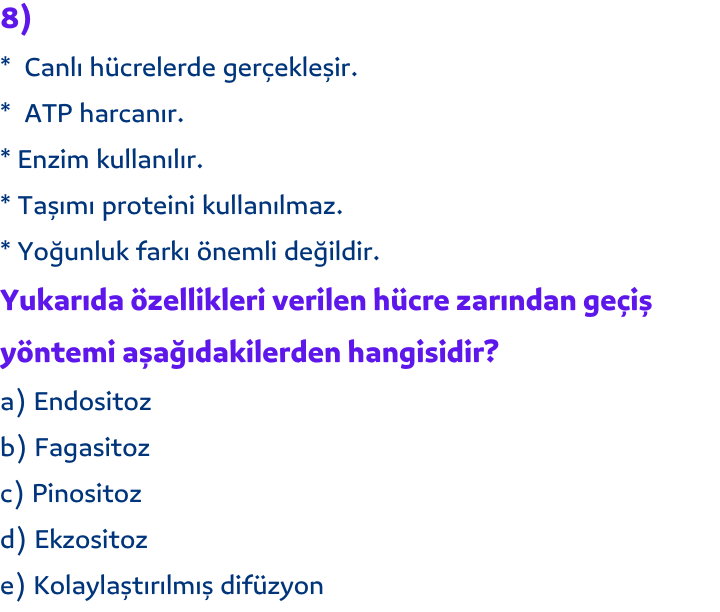 8)
* Canlı hücrelerde gerçekleşir.
* ATP harcanır.
* Enzim kullanılır.
* Taşımı proteini kullanılmaz.
* Yoğunluk farkı önemli değildir.
Yukarıda özellikleri verilen hücre zarından geçiş
yöntemi aşağıdakilerden hangisidir?
a) Endositoz
b) Fagasitoz
c) Pinositoz
d) Ekzositoz
e) Kolaylaştırılmış difüzyon